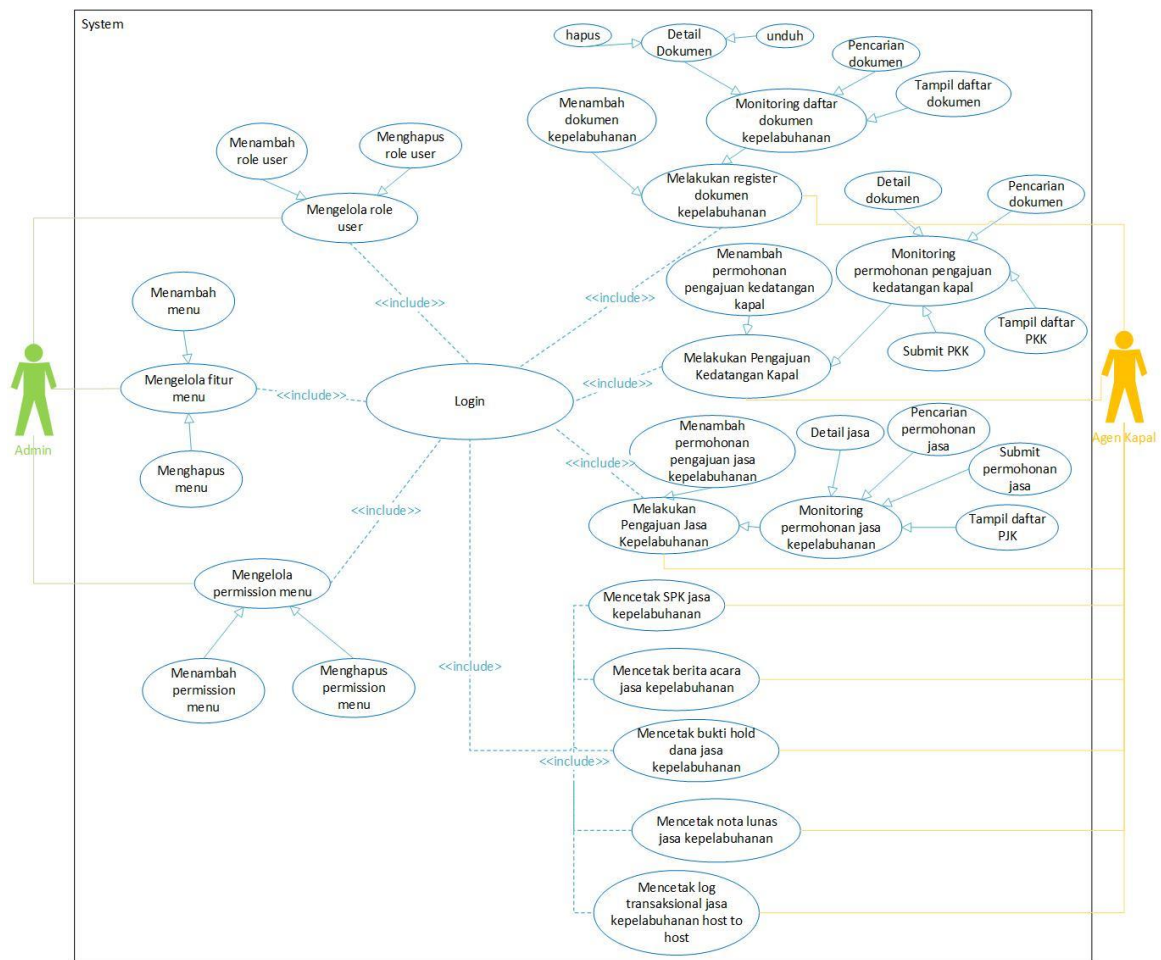 System
hapus
Detail
Dokumen
unduh
Pencarian
dokumen
Tampil daftar
dokumen
Menambah
dokumen
kepelabuhanan
Monitoring daftar
dokumen
kepelabuhanan
Menambah
role user
Menghapus
role user
Melakukan register
dokumen
kepelabuhanan
Detail
dokumen
Pencarian
dokumen
Mengelola role
user
Menambah
permohonan
pengajuan kedatangan
kapal
Monitoring
permohonan pengajuan
kedatangan kapal
Menambah
menu
<<include>>
<<include>>
Tampil daftar
PKK
Submit PKK
Melakukan Pengajuan
Kedatangan Kapal
Mengelola fitur
menu
<<include>>
Login
<<include>>
Admin
Agen Kapal
Menambah
permohonan
pengajuan jasa
kepelabuhanan
Detail jasa
Pencarian
permohonan
jasa
Submit
permohonan
jasa
<<include>>
Menghapus
menu
<<include>>
Melakukan
Pengajuan Jasa
Kepelabuhanan
Monitoring
permohonan jasa
kepelabuhanan
Tampil daftar
PJK
Mengelola
permission menu
Mencetak SPK jasa
kepelabuhanan
<<include>
Menambah
permission
menu
Menghapus
permission
menu
Mencetak berita acara
jasa kepelabuhanan
Mencetak bukti hold
dana jasa
kepelabuhanan
<<include>>
Mencetak nota lunas
jasa kepelabuhanan
Mencetak log
transaksional jasa
kepelabuhanan host to
host